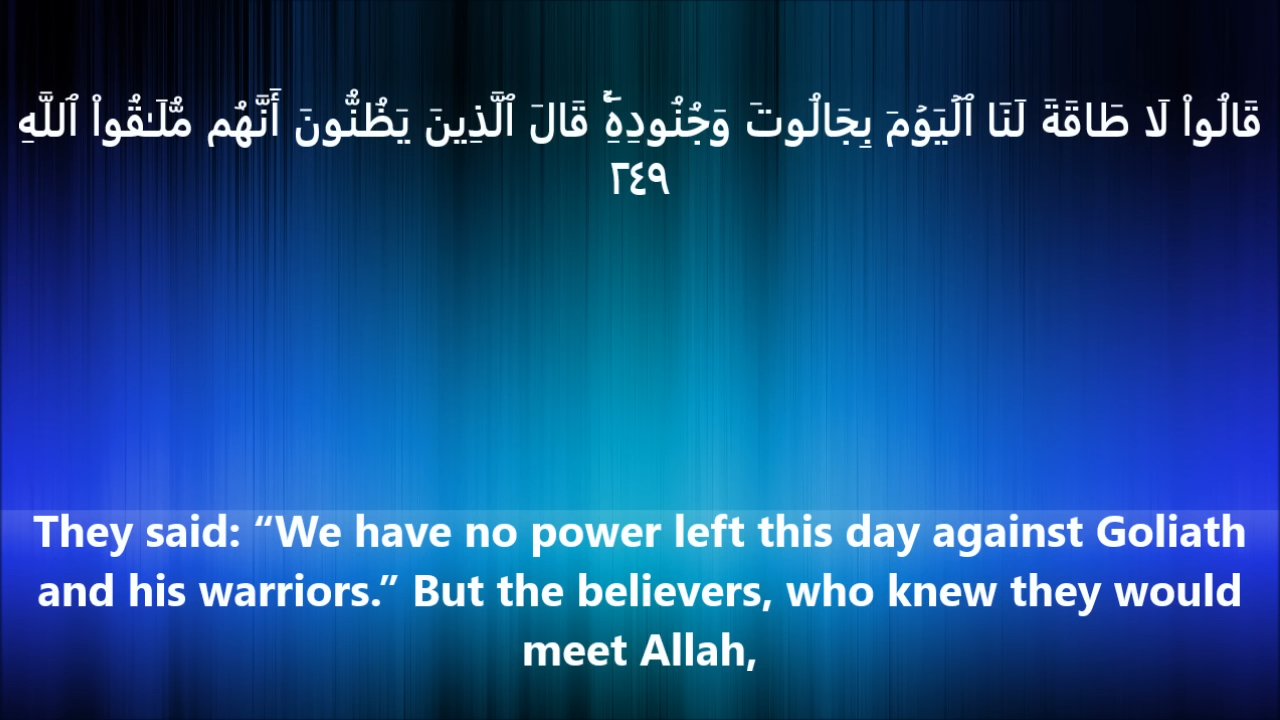 قَالُوا۟ لَا طَاقَةَ لَنَا ٱلْيَوْمَ بِجَالُوتَ وَجُنُودِهِۦۚ قَالَ ٱلَّذِينَ يَظُنُّونَ أَنَّهُم مُّلَـٰقُوا۟ ٱللَّهِ
٢٤٩
They said: “We have no power left this day against Goliath
and his warriors.” But the believers, who knew they would
meet Allah,